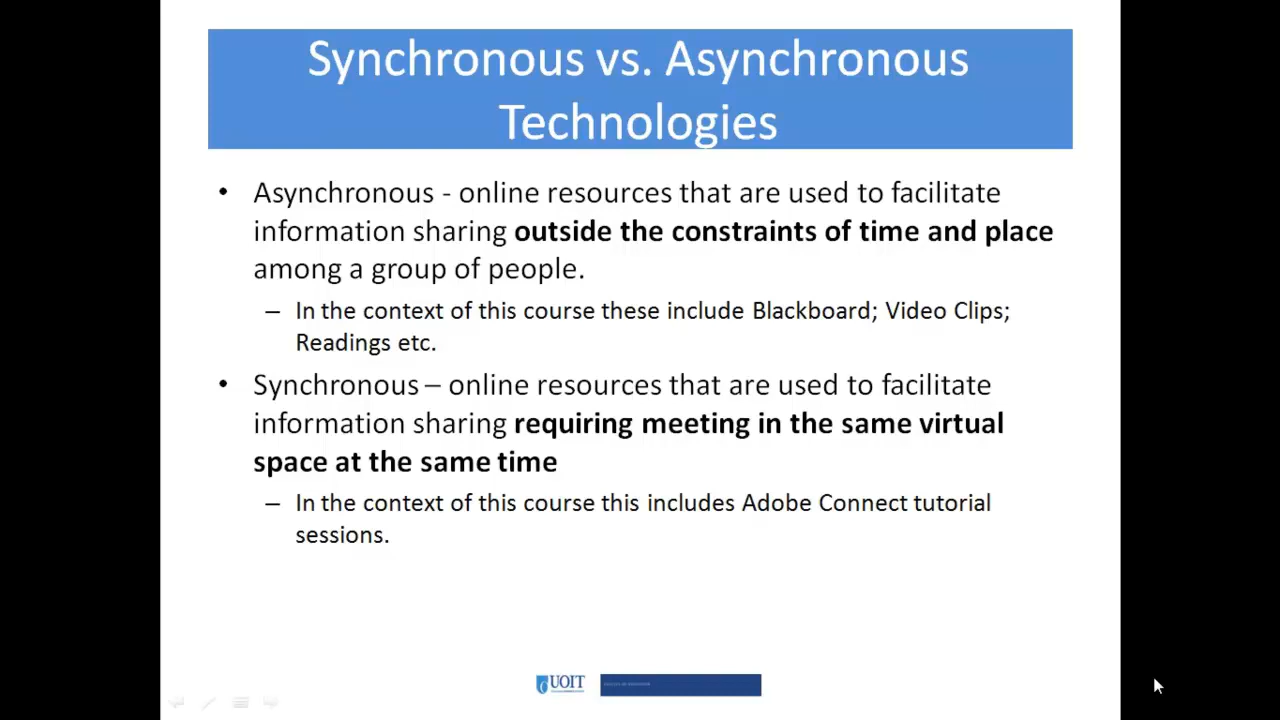 Synchronous vs. Asynchronous
Technologies
• Asynchronous - online resources that are used to facilitate
information sharing outside the constraints of time and place
among a group of people.
– In the context of this course these include Blackboard; Video Clips;
Readings etc.
• Synchronous – online resources that are used to facilitate
information sharing requiring meeting in the same virtual
space at the same time
– In the context of this course this includes Adobe Connect tutorial
sessions.
UOIT